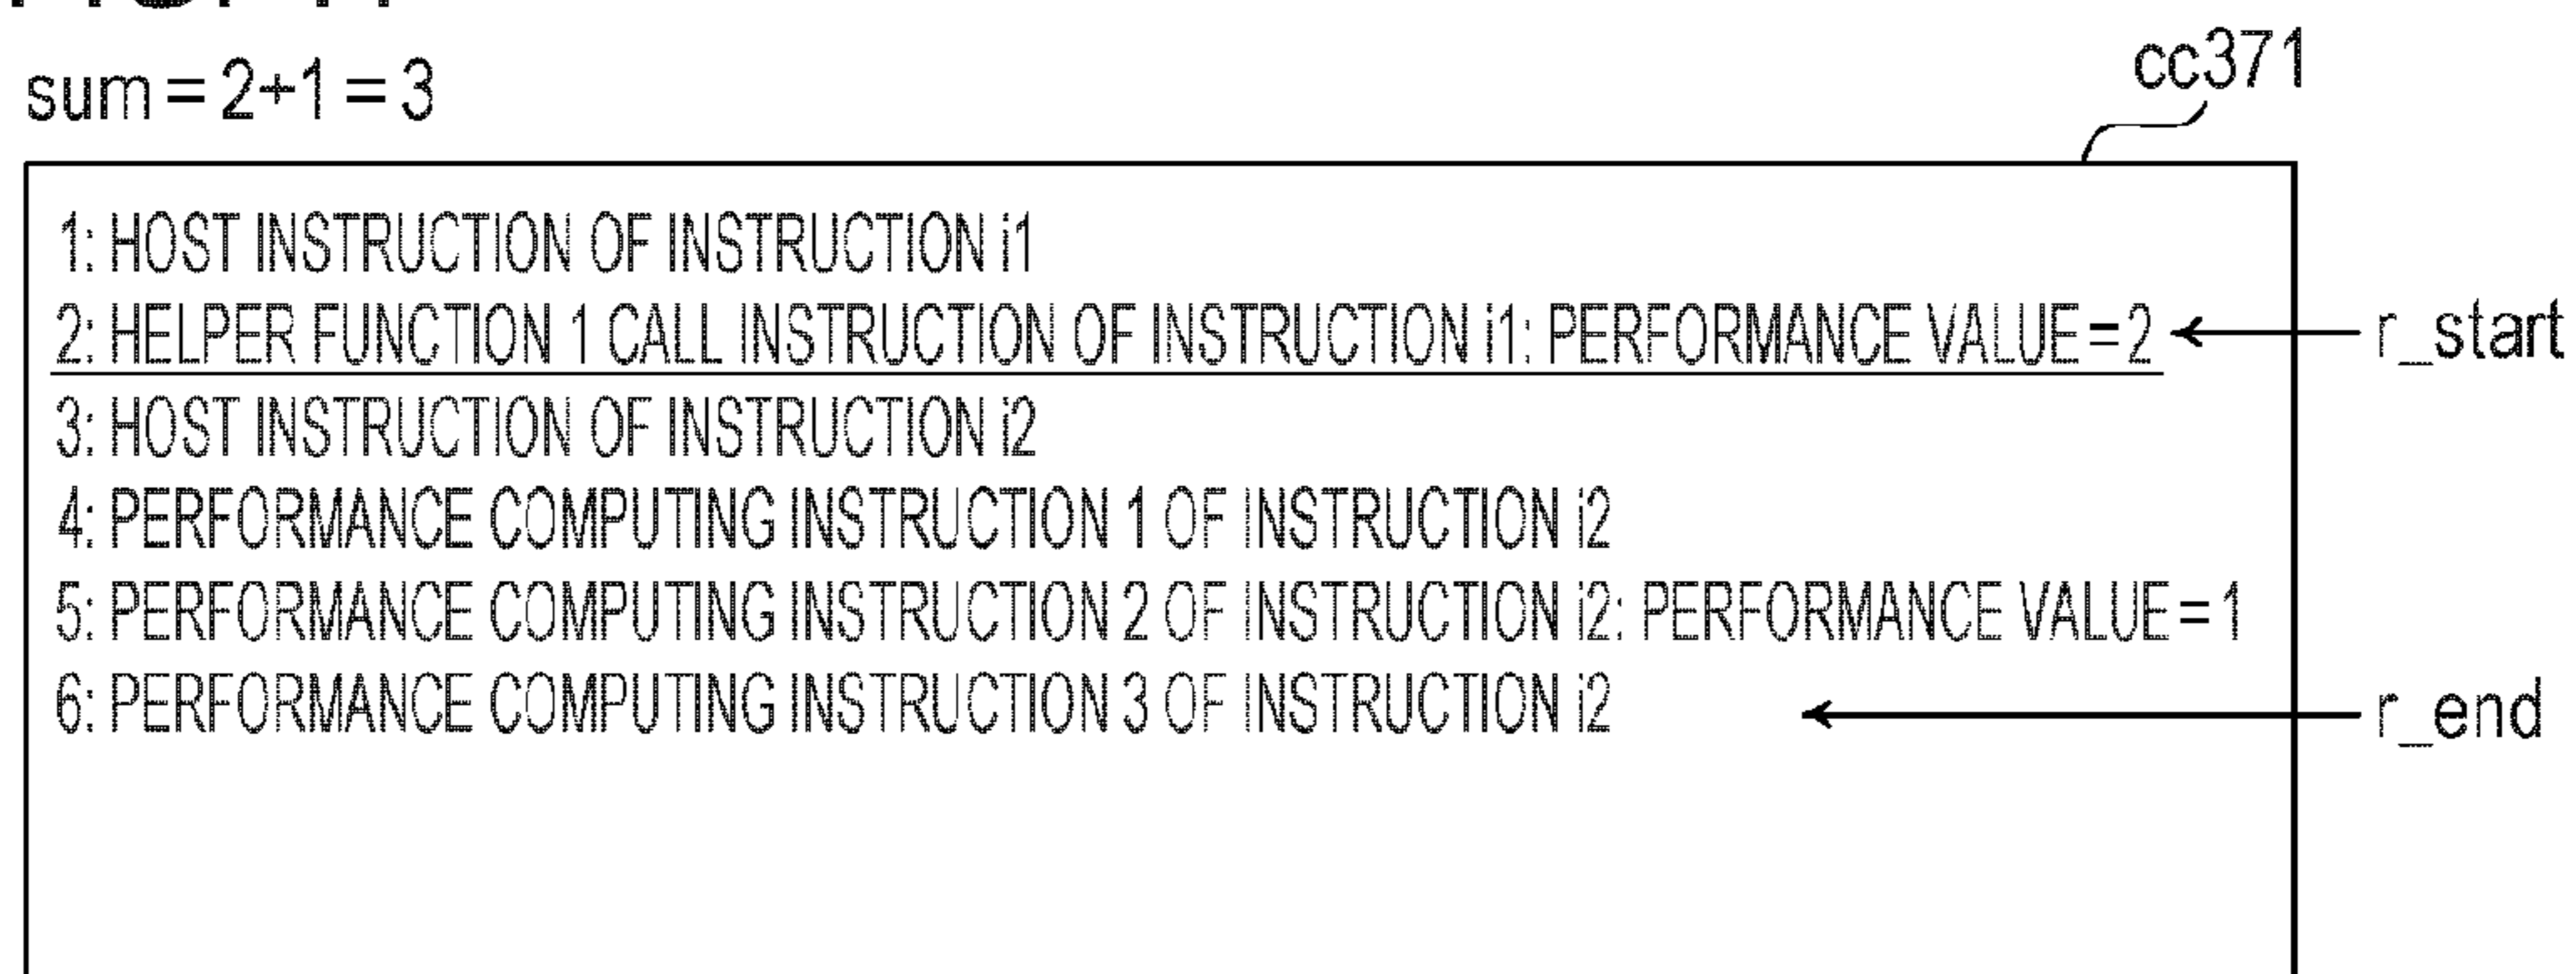 sum = 2+1 = 3
cc371
1: HOST INSTRUCTION OF INSTRUCTION i1
2: HELPER FUNCTION 1 CALL INSTRUCTION OF INSTRUCTION i1: PERFORMANCE VALUE = 2
r_start
3: HOST INSTRUCTION OF INSTRUCTION i2
4: PERFORMANCE COMPUTING INSTRUCTION 1 OF INSTRUCTION i2
5: PERFORMANCE COMPUTING INSTRUCTION 2 OF INSTRUCTION i2: PERFORMANCE VALUE = 1
6: PERFORMANCE COMPUTING INSTRUCTION 3 OF INSTRUCTION i2
r_end